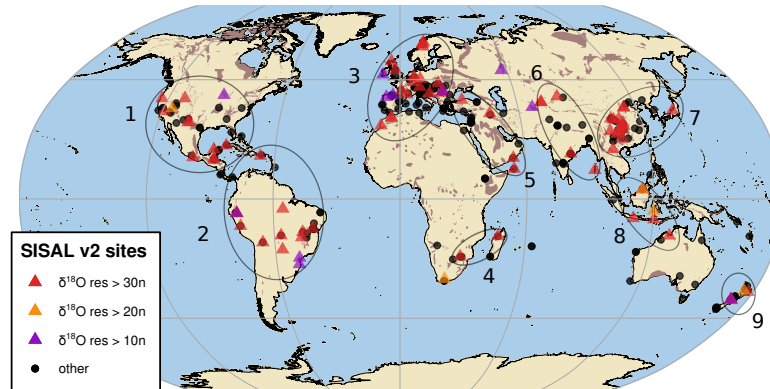 1
2
3
4
5
6
7
8
9
SISAL v2 sites
δ¹⁸O res > 30n
δ¹⁸O res > 20n
δ¹⁸O res > 10n
other